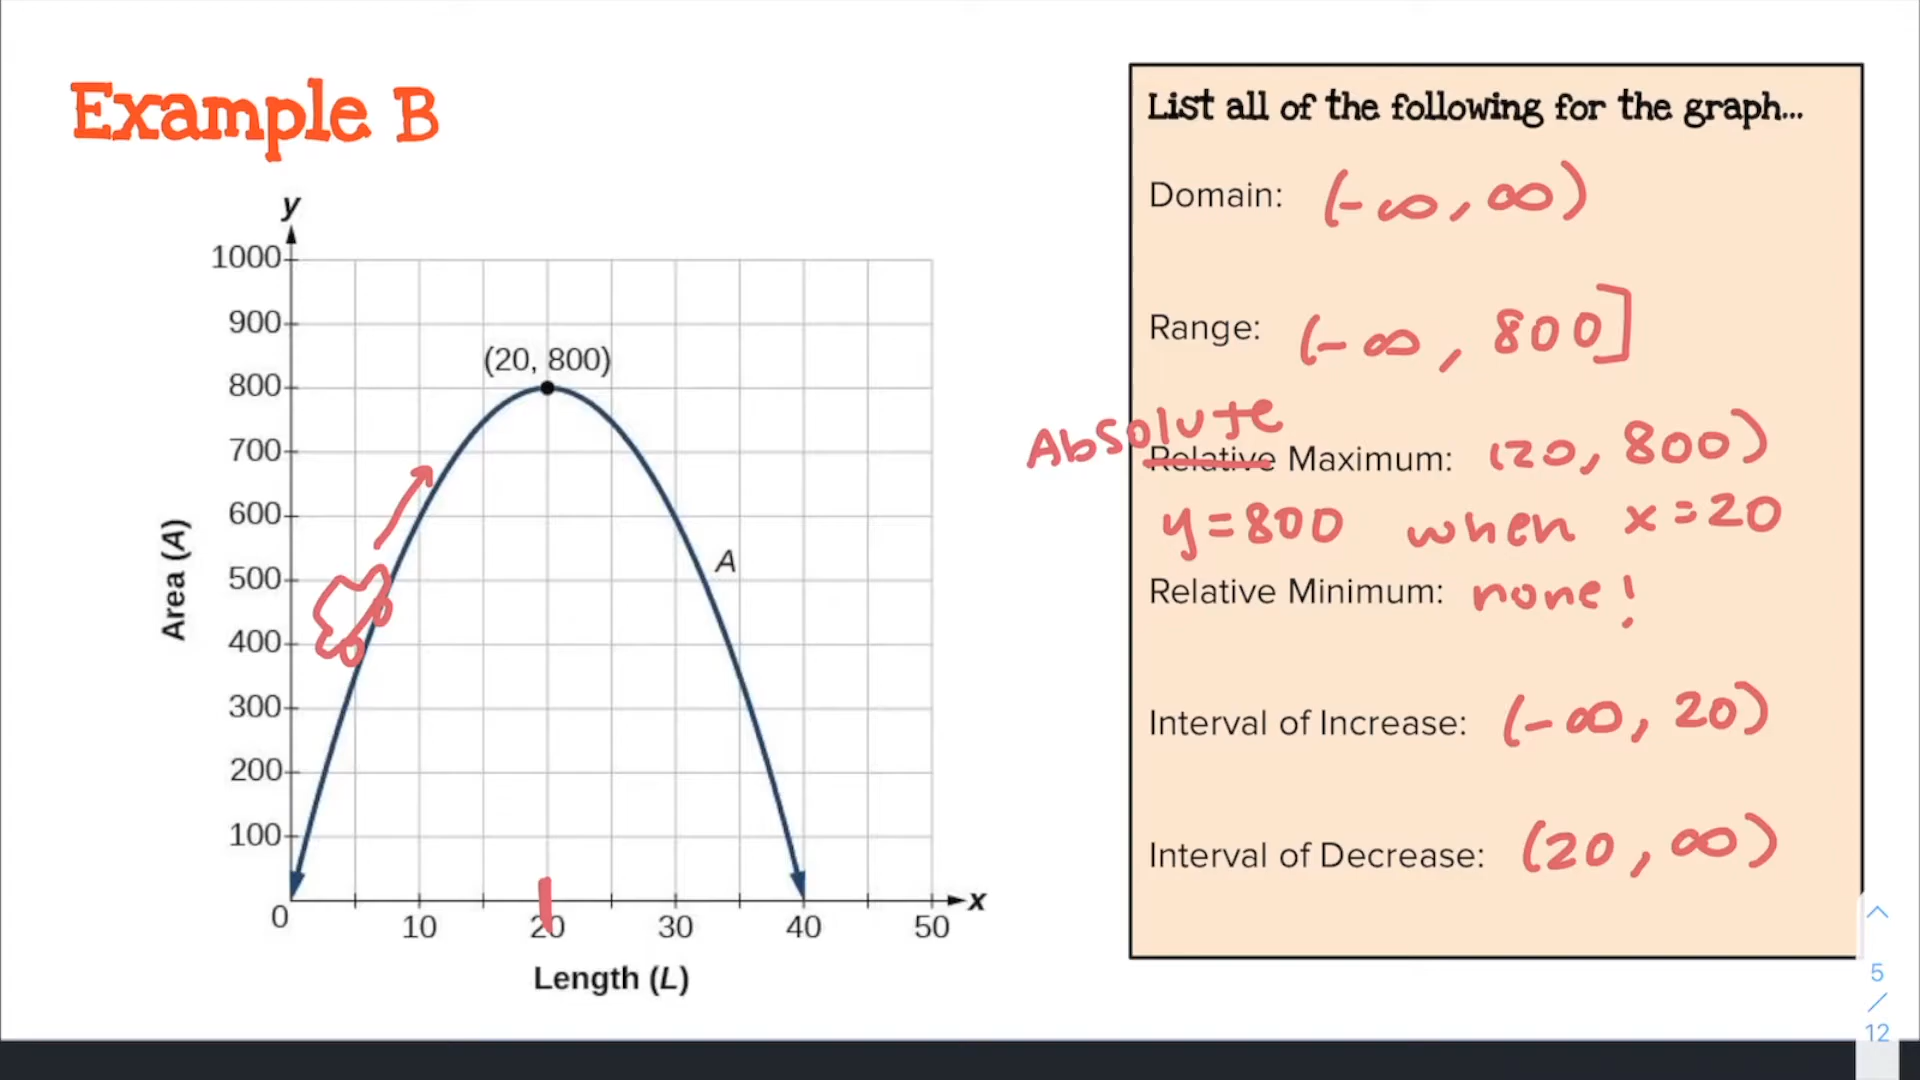 Example B
y
1000
900
(20, 800)
800
700
600
A
500
400
300
200
100
0
10
20
30
40
50
x
Area (A)
Length (L)
List all of the following for the graph...
Domain: (-∞, ∞)
Range: (-∞, 800]
Absolute
Relative Maximum: (20, 800)
y=800 when x=20
Relative Minimum: none!
Interval of Increase: (-∞, 20)
Interval of Decrease: (20, ∞)
5
/
12